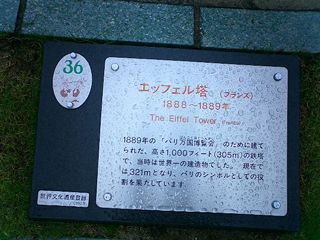 36
エッフェル塔 (フランス)
1888～1889年
The Eiffel Tower (France)
1889年の「パリ万国博覧会」のために建て
られた、高さ1,000フィート(305m)の鉄塔
で、当時は世界一の建造物でした。 現在で
は321mとなり、パリのシンボルとしての役
割を果たしています
世界文化遺産登録